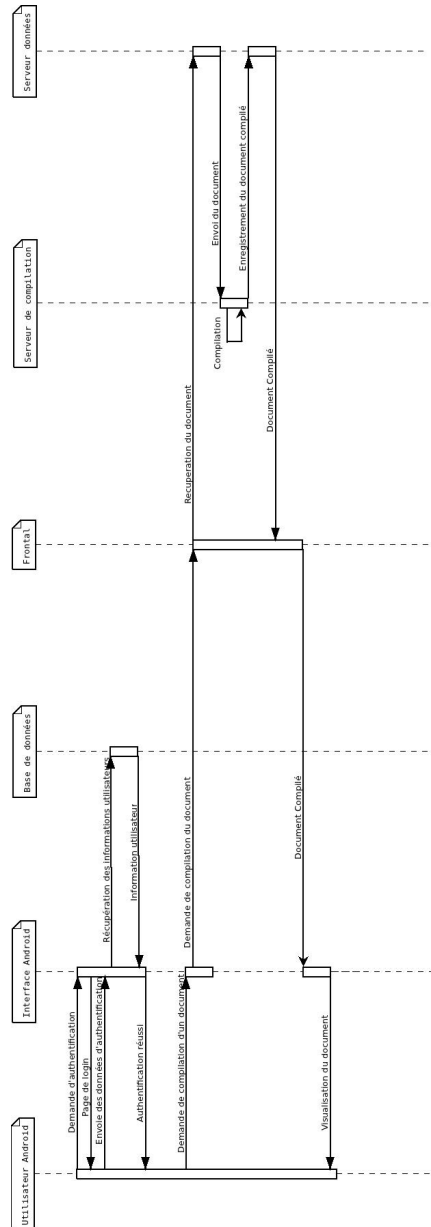 Utilisateur Android
Interface Android
Base de données
Frontal
Serveur de compilation
Serveur données
Demande d'authentification
Page de login
Envoie des données d'authentification
Récupération des informations utilisateurs
Information utilisateur
Authentification réussi
Demande de compilation d'un document
Demande de compilation du document
Recuperation du document
Envoi du document
Compilation
Enregistrement du document compilé
Document Compilé
Document Compilé
Visualisation du document